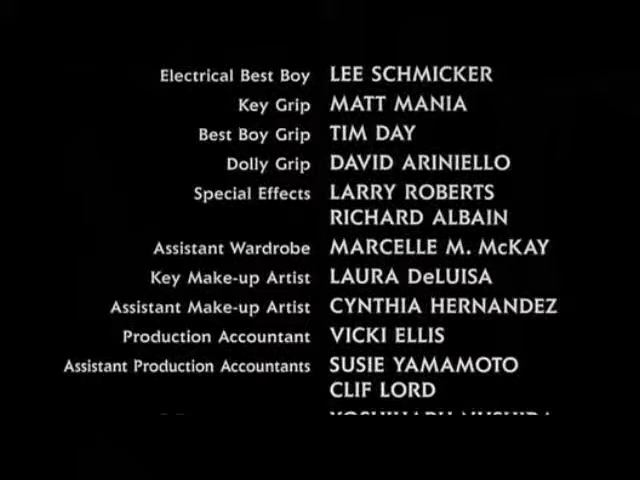 Electrical Best Boy LEE SCHMICKER
Key Grip MATT MANIA
Best Boy Grip TIM DAY
Dolly Grip DAVID ARINIELLO
Special Effects LARRY ROBERTS
RICHARD ALBAIN
Assistant Wardrobe MARCELLE M. McKAY
Key Make-up Artist LAURA DeLUISA
Assistant Make-up Artist CYNTHIA HERNANDEZ
Production Accountant VICKI ELLIS
Assistant Production Accountants SUSIE YAMAMOTO
CLIF LORD